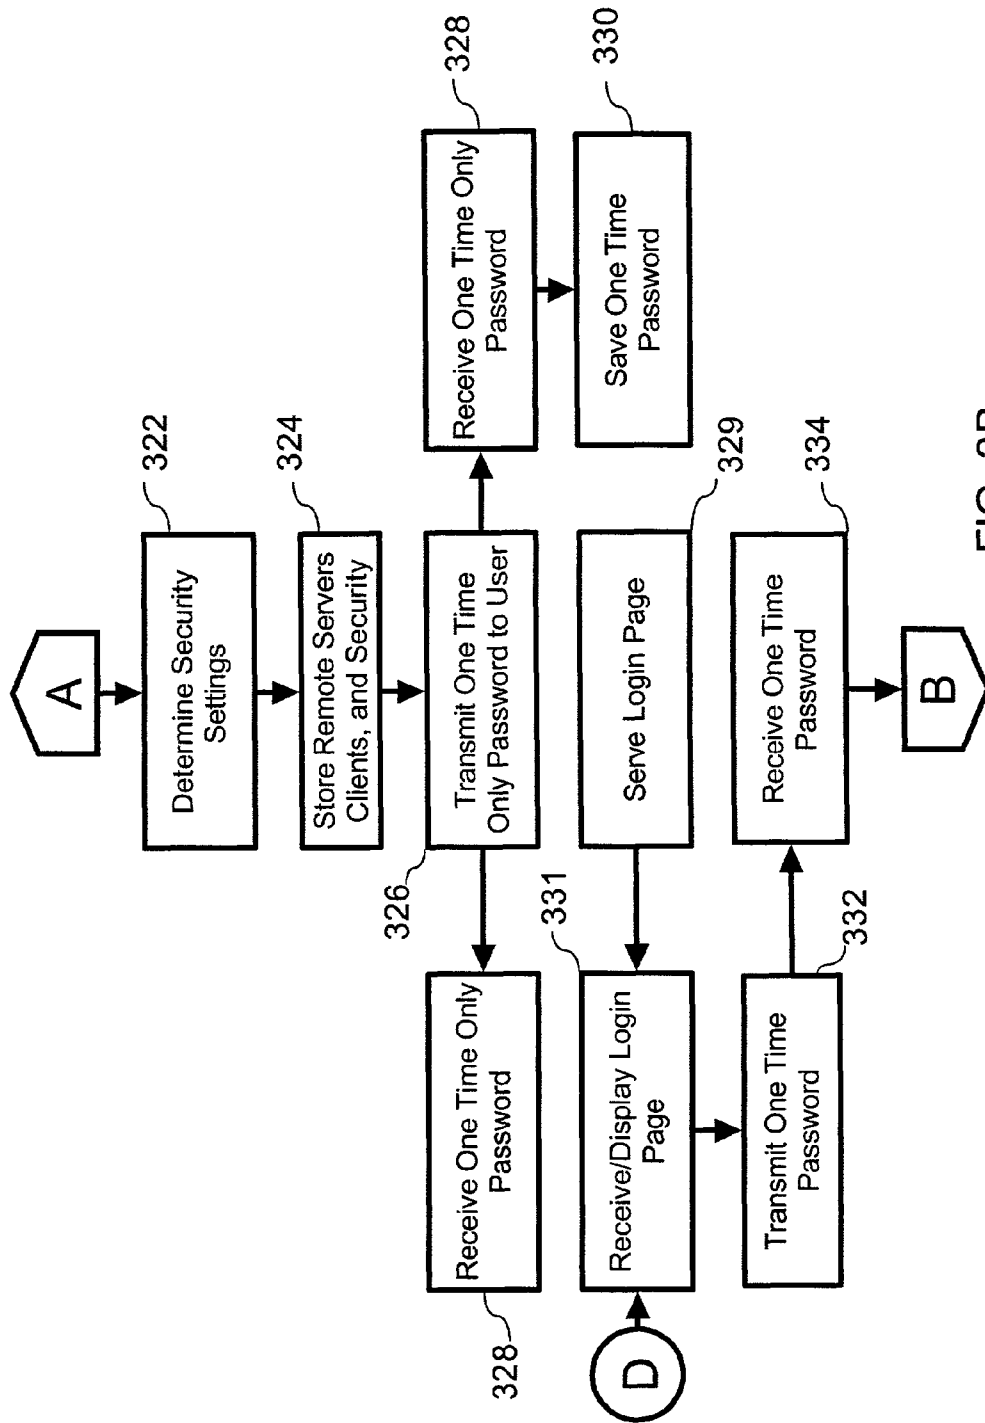 A
Determine Security
Settings
322
Store Remote Servers
Clients, and Security
324
Transmit One Time
Only Password to User
326
Receive One Time Only
Password
328
Receive One Time Only
Password
328
Save One Time
Password
330
Serve Login Page
329
D
Receive/Display Login
Page
331
Transmit One Time
Password
332
Receive One Time
Password
334
B
FIG.